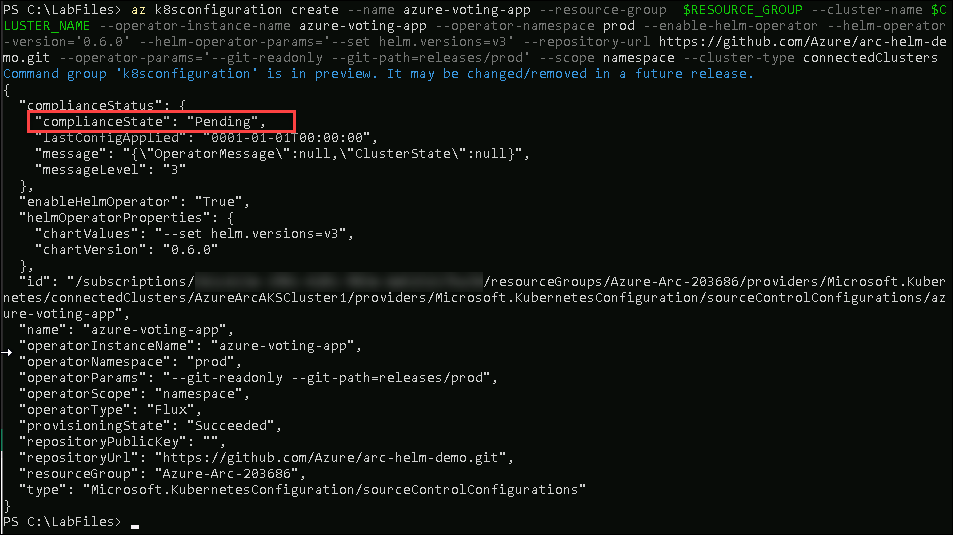 PS C:\LabFiles> az k8sconfiguration create --name azure-voting-app --resource-group  $RESOURCE_GROUP --cluster-name $C
LUSTER_NAME --operator-instance-name azure-voting-app --operator-namespace prod --enable-helm-operator --helm-operator
-version='0.6.0' --helm-operator-params='--set helm.versions=v3' --repository-url https://github.com/Azure/arc-helm-de
mo.git --operator-params='--git-readonly --git-path=releases/prod' --scope namespace --cluster-type connectedClusters
Command group 'k8sconfiguration' is in preview. It may be changed/removed in a future release.
{
  "complianceStatus": {
    "complianceState": "Pending",
    "lastConfigApplied": "0001-01-01T00:00:00",
    "message": "{\"OperatorMessage\":null,\"ClusterState\":null}",
    "messageLevel": "3"
  },
  "enableHelmOperator": "True",
  "helmOperatorProperties": {
    "chartValues": "--set helm.versions=v3",
    "chartVersion": "0.6.0"
  },
  "id": "/subscriptions/ /resourceGroups/Azure-Arc-203686/providers/Microsoft.Kuber
netes/connectedClusters/AzureArcAKSCluster1/providers/Microsoft.KubernetesConfiguration/sourceControlConfigurations/az
ure-voting-app",
  "name": "azure-voting-app",
  "operatorInstanceName": "azure-voting-app",
  "operatorNamespace": "prod",
  "operatorParams": "--git-readonly --git-path=releases/prod",
  "operatorScope": "namespace",
  "operatorType": "Flux",
  "provisioningState": "Succeeded",
  "repositoryPublicKey": "",
  "repositoryUrl": "https://github.com/Azure/arc-helm-demo.git",
  "resourceGroup": "Azure-Arc-203686",
  "type": "Microsoft.KubernetesConfiguration/sourceControlConfigurations"
}
PS C:\LabFiles>